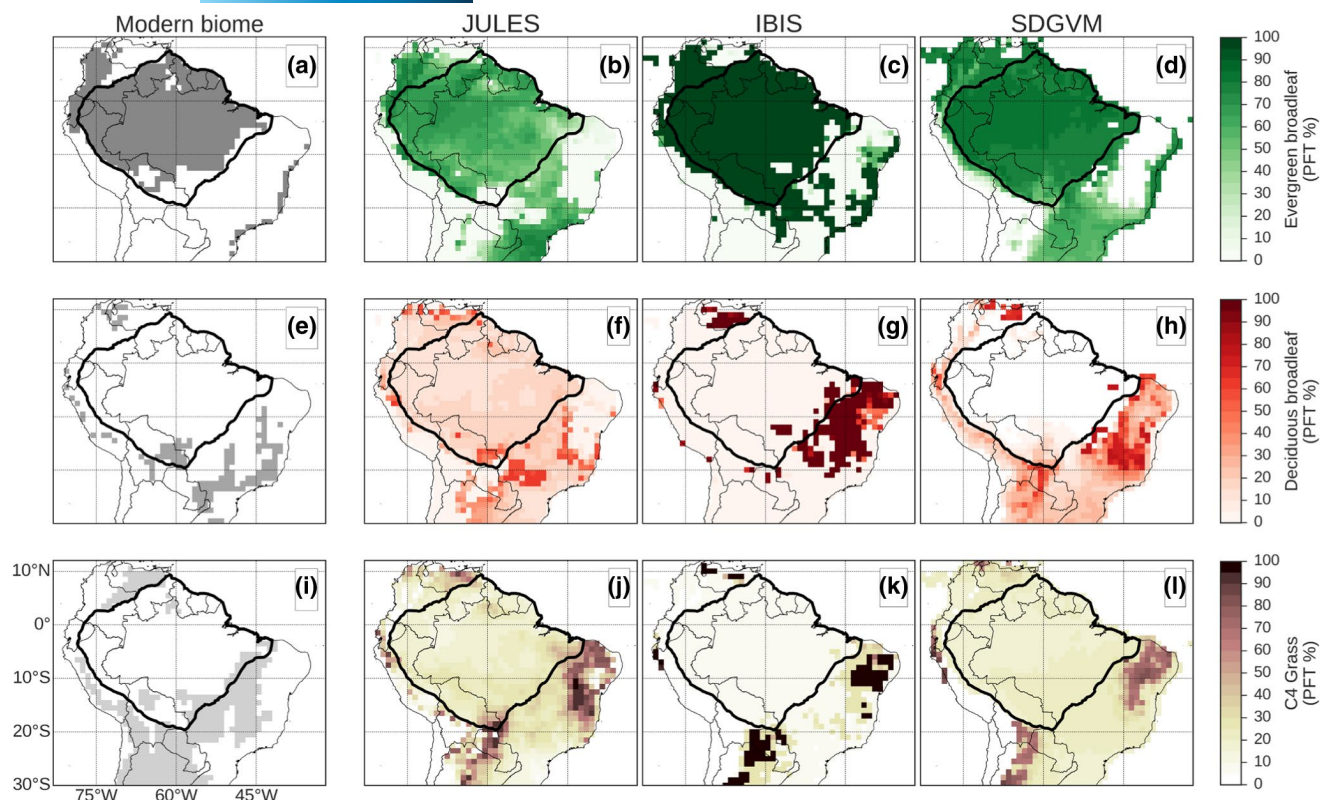 Modern biome JULES IBIS SDGVM
(a) (b) (c) (d)
100
90
80
70
60
50
40
30
20
10
0
Evergreen broadleaf
(PFT %)
(e) (f) (g) (h)
100
90
80
70
60
50
40
30
20
10
0
Deciduous broadleaf
(PFT %)
10°N
0°
10°S
20°S
30°S
75°W 60°W 45°W
(i) (j) (k) (l)
100
90
80
70
60
50
40
30
20
10
0
C4 Grass
(PFT %)